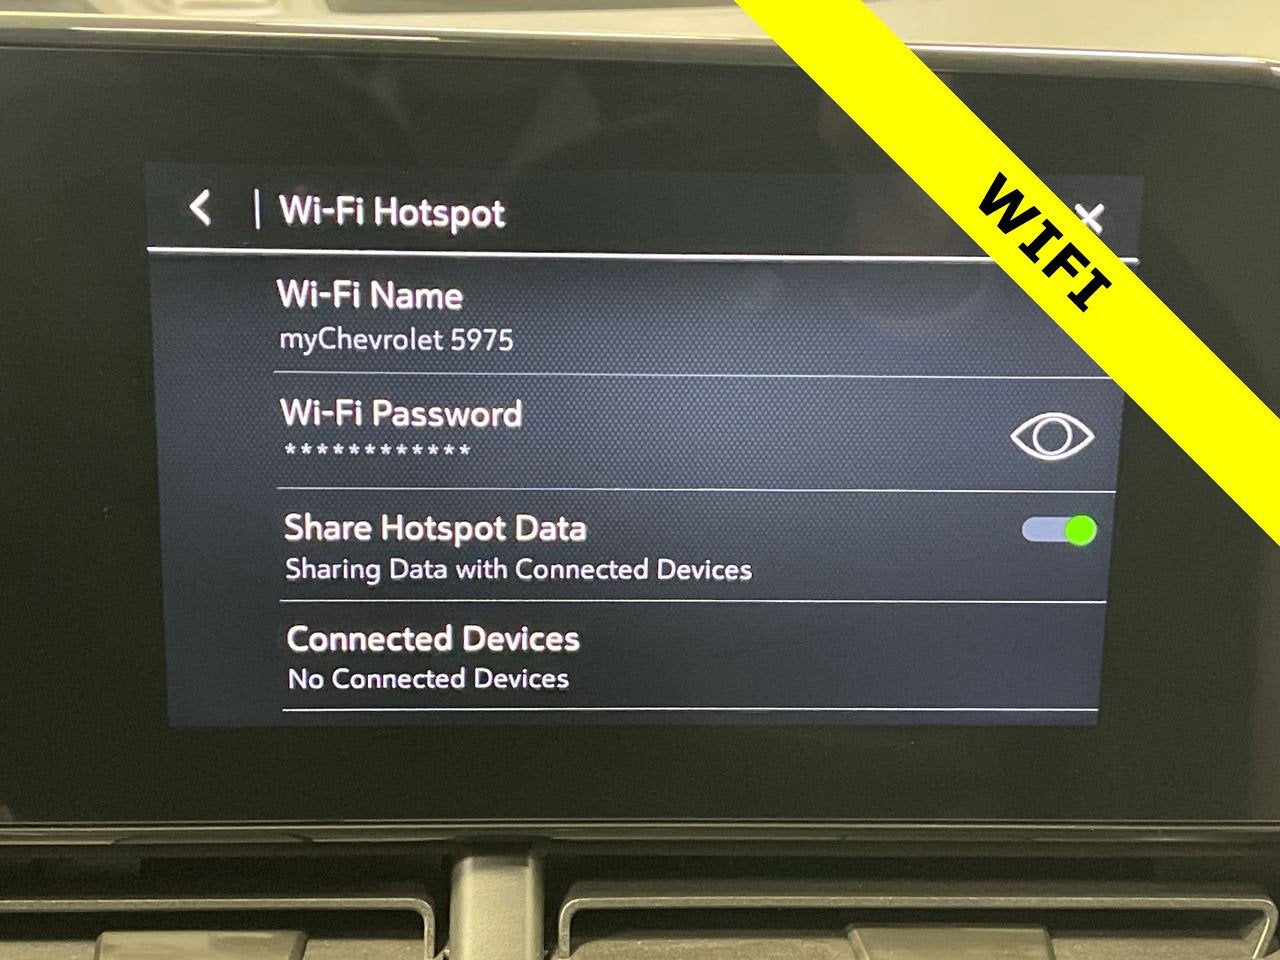 Wi-Fi Hotspot
WIFI
Wi-Fi Name
myChevrolet 5975
Wi-Fi Password
************
Share Hotspot Data
Sharing Data with Connected Devices
Connected Devices
No Connected Devices